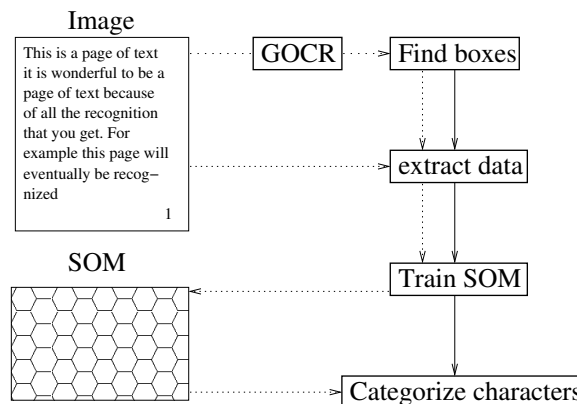 Image
This is a page of text
it is wonderful to be a
page of text because
of all the recognition
that you get. For
example this page will
eventually be recog–
nized
1
GOCR
Find boxes
extract data
SOM
Train SOM
Categorize characters